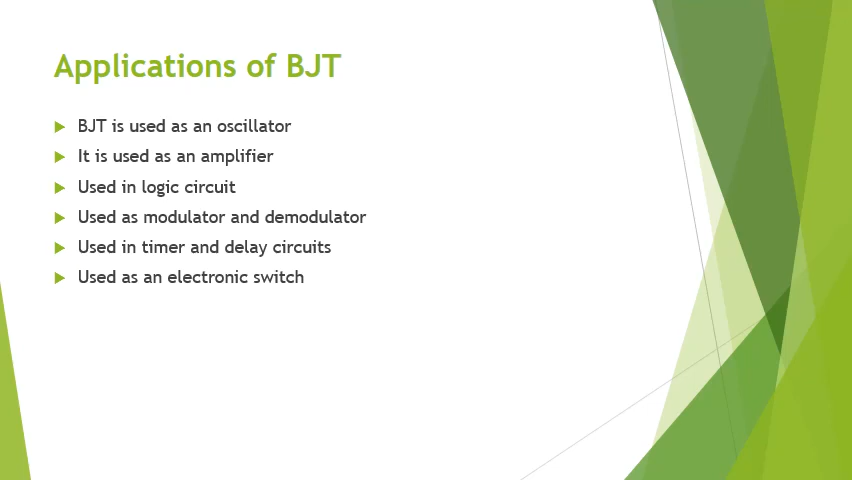 Applications of BJT
BJT is used as an oscillator
It is used as an amplifier
Used in logic circuit
Used as modulator and demodulator
Used in timer and delay circuits
Used as an electronic switch